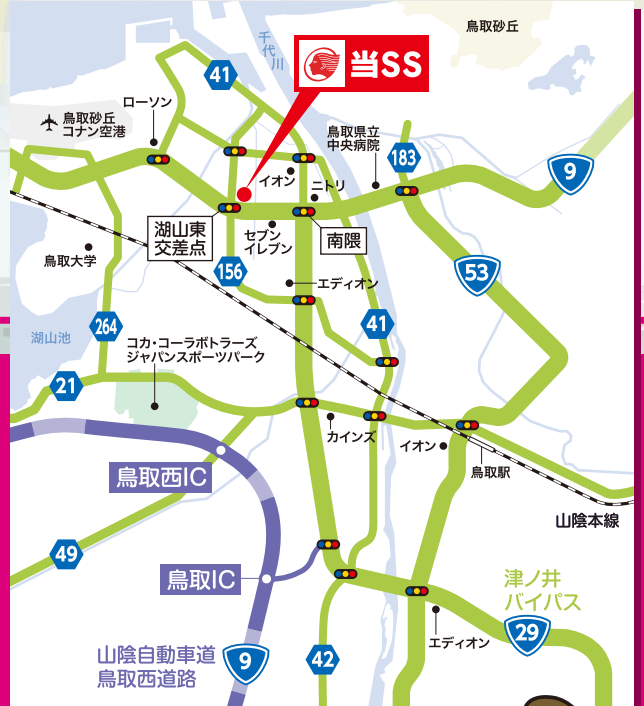 鳥取砂丘
千代川
当SS
41
ローソン
鳥取砂丘
コナン空港
鳥取県立
中央病院
183
9
イオン
ニトリ
湖山東
交差点
セブン
イレブン
南隈
鳥取大学
156
エディオン
53
264
41
湖山池
コカ・コーラボトラーズ
ジャパンスポーツパーク
21
カインズ
イオン
鳥取駅
鳥取西IC
山陰本線
49
鳥取IC
津ノ井
バイパス
29
エディオン
山陰自動車道
鳥取西道路
9
42